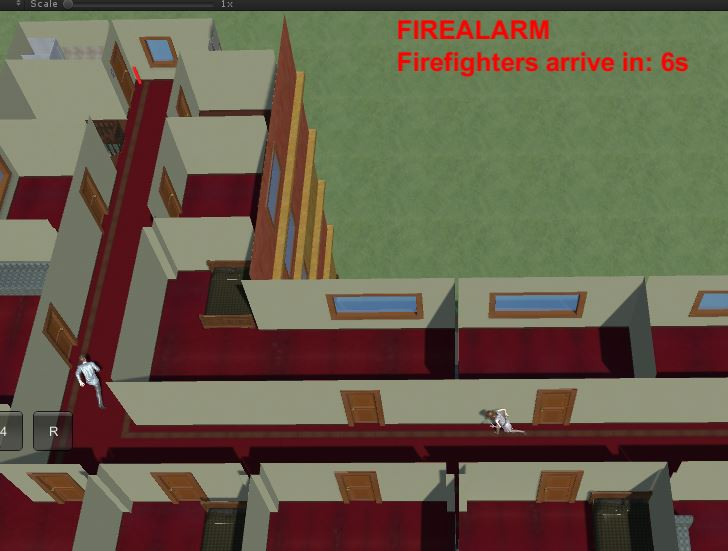 Scale 1x
FIREALARM
Firefighters arrive in: 6s
4 R